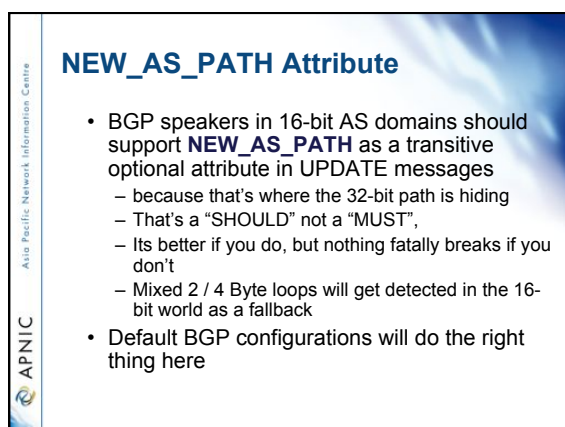 NEW_AS_PATH Attribute
• BGP speakers in 16-bit AS domains should
support NEW_AS_PATH as a transitive
optional attribute in UPDATE messages
– because that's where the 32-bit path is hiding
– That's a “SHOULD” not a “MUST”,
– Its better if you do, but nothing fatally breaks if you
don't
– Mixed 2 / 4 Byte loops will get detected in the 16-
bit world as a fallback
• Default BGP configurations will do the right
thing here
Asia Pacific Network Information Centre
APNIC